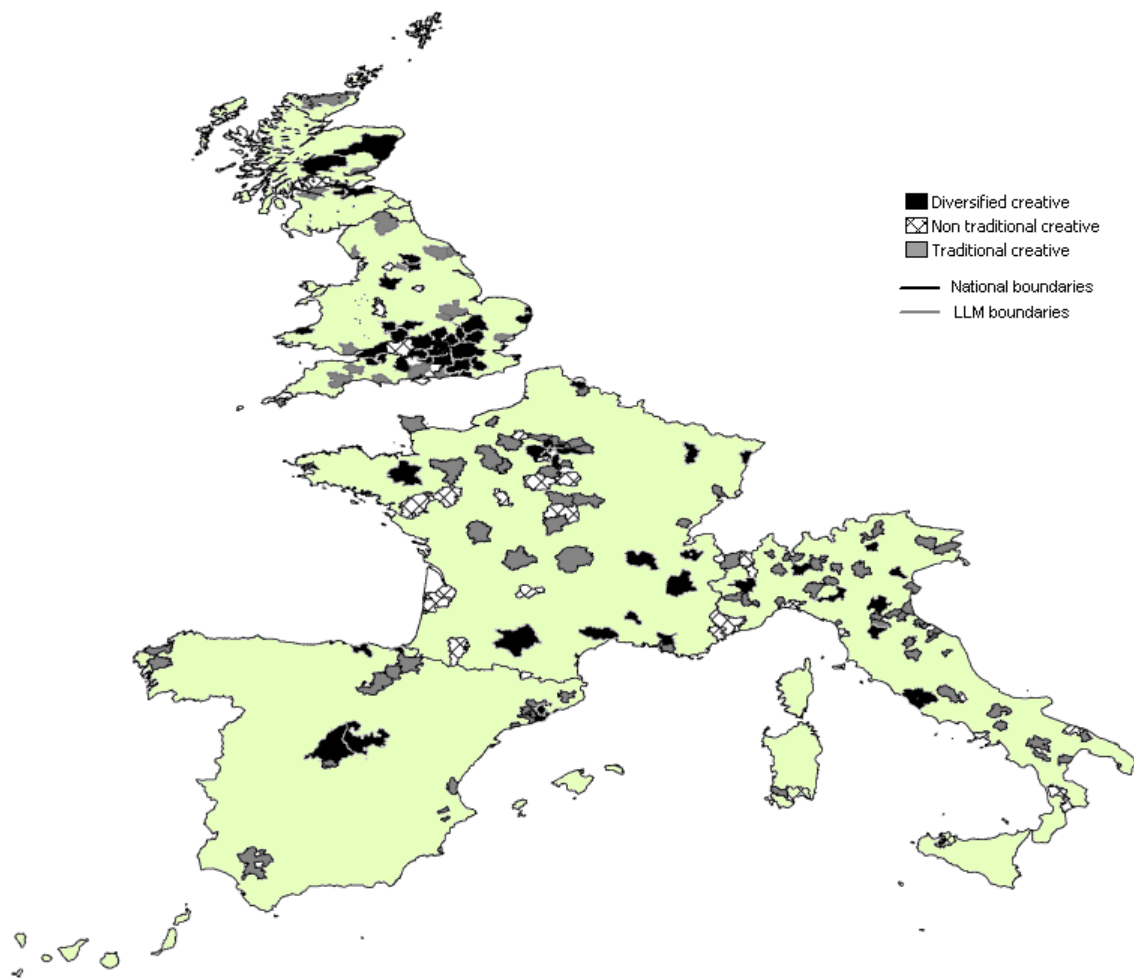 Diversified creative
Non traditional creative
Traditional creative
National boundaries
LLM boundaries